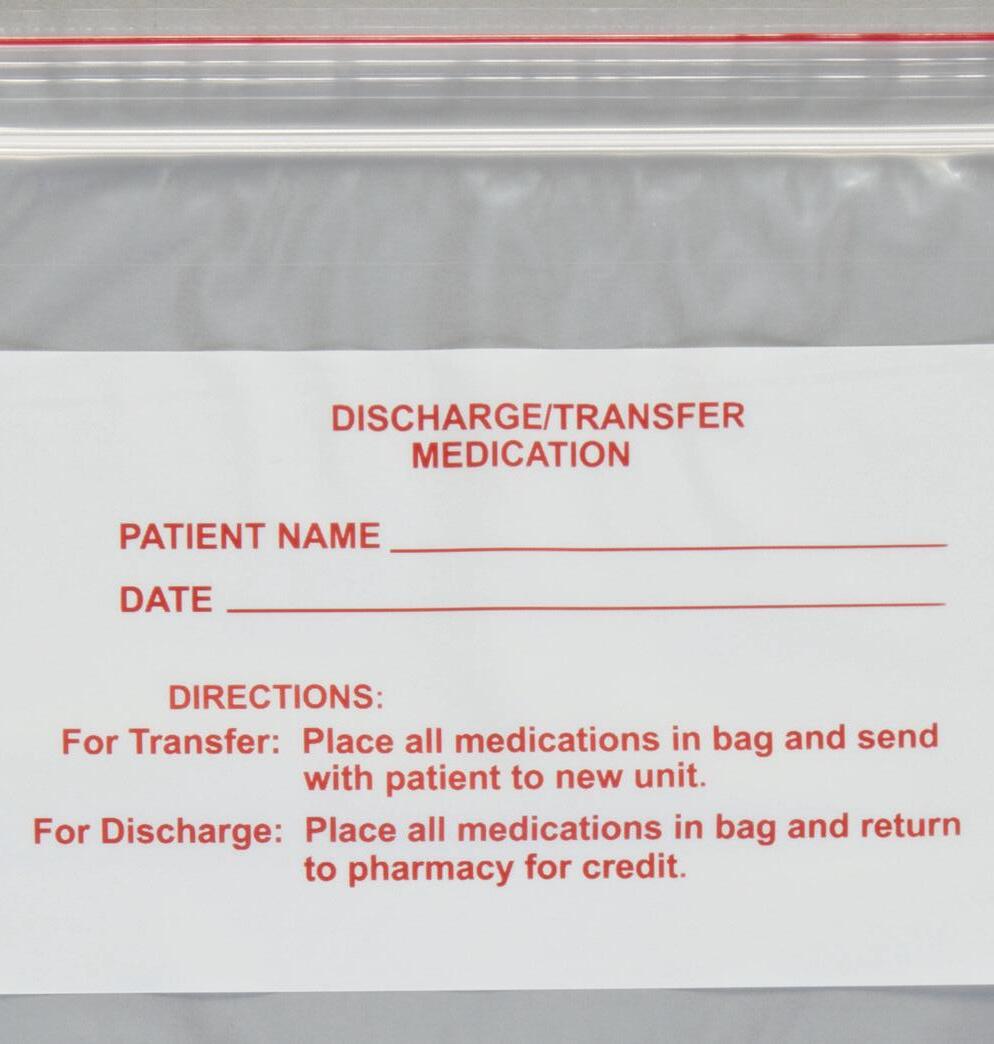 DISCHARGE/TRANSFER
MEDICATION
PATIENT NAME
DATE
DIRECTIONS:
For Transfer: Place all medications in bag and send
with patient to new unit.
For Discharge: Place all medications in bag and return
to pharmacy for credit.